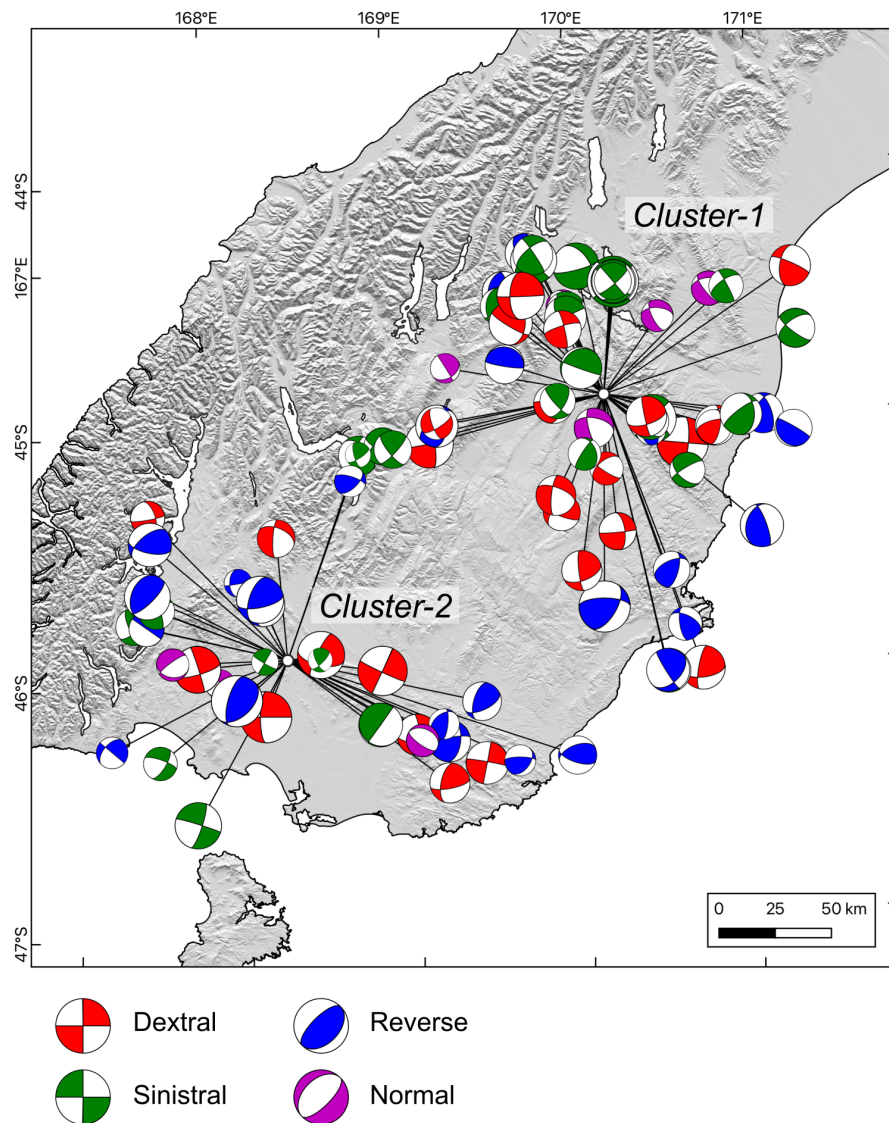 168°E 169°E 170°E 171°E
44°S
Cluster-1
167°E
45°S
Cluster-2
46°S
0 25 50 km
47°S
Dextral Reverse
Sinistral Normal